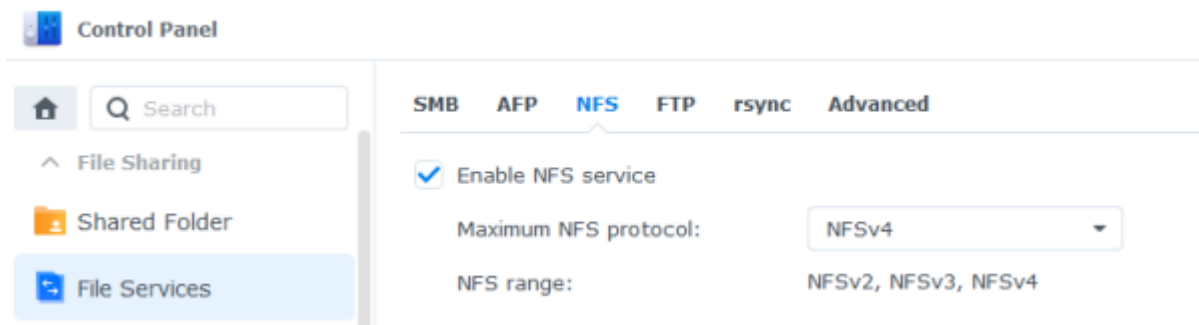 Control Panel
Search
File Sharing
Shared Folder
File Services
SMB AFP NFS FTP rsync Advanced
Enable NFS service
Maximum NFS protocol: NFSv4
NFS range: NFSv2, NFSv3, NFSv4